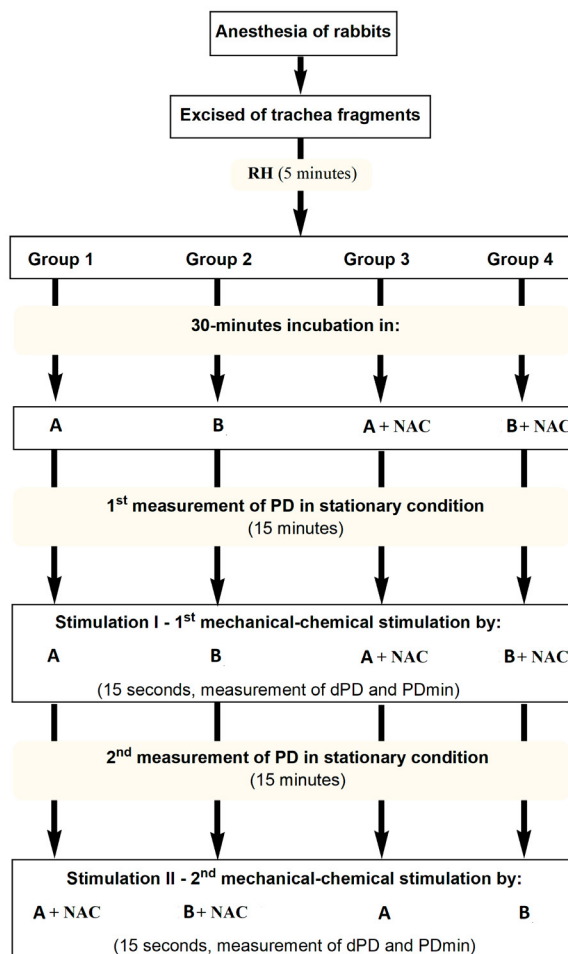 Anesthesia of rabbits
Excised of trachea fragments
RH (5 minutes)
Group 1 Group 2 Group 3 Group 4
30-minutes incubation in:
A B A + NAC B + NAC
1st measurement of PD in stationary condition
(15 minutes)
Stimulation I - 1st mechanical-chemical stimulation by:
A B A + NAC B + NAC
(15 seconds, measurement of dPD and PDmin)
2nd measurement of PD in stationary condition
(15 minutes)
Stimulation II - 2nd mechanical-chemical stimulation by:
A + NAC B + NAC A B
(15 seconds, measurement of dPD and PDmin)